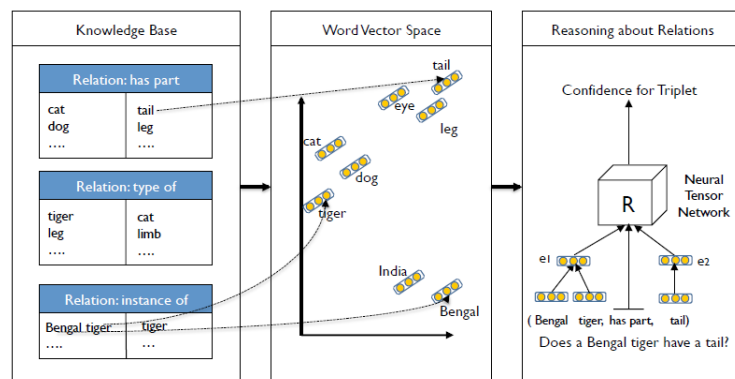 Knowledge Base
Relation: has part
cat tail
dog leg
.... ....
Relation: type of
tiger cat
leg limb
.... ....
Relation: instance of
Bengal tiger tiger
.... ...
Word Vector Space
tail
eye
leg
cat
dog
tiger
India
Bengal
Reasoning about Relations
Confidence for Triplet
R
Neural
Tensor
Network
e1
e2
( Bengal tiger, has part, tail)
Does a Bengal tiger have a tail?